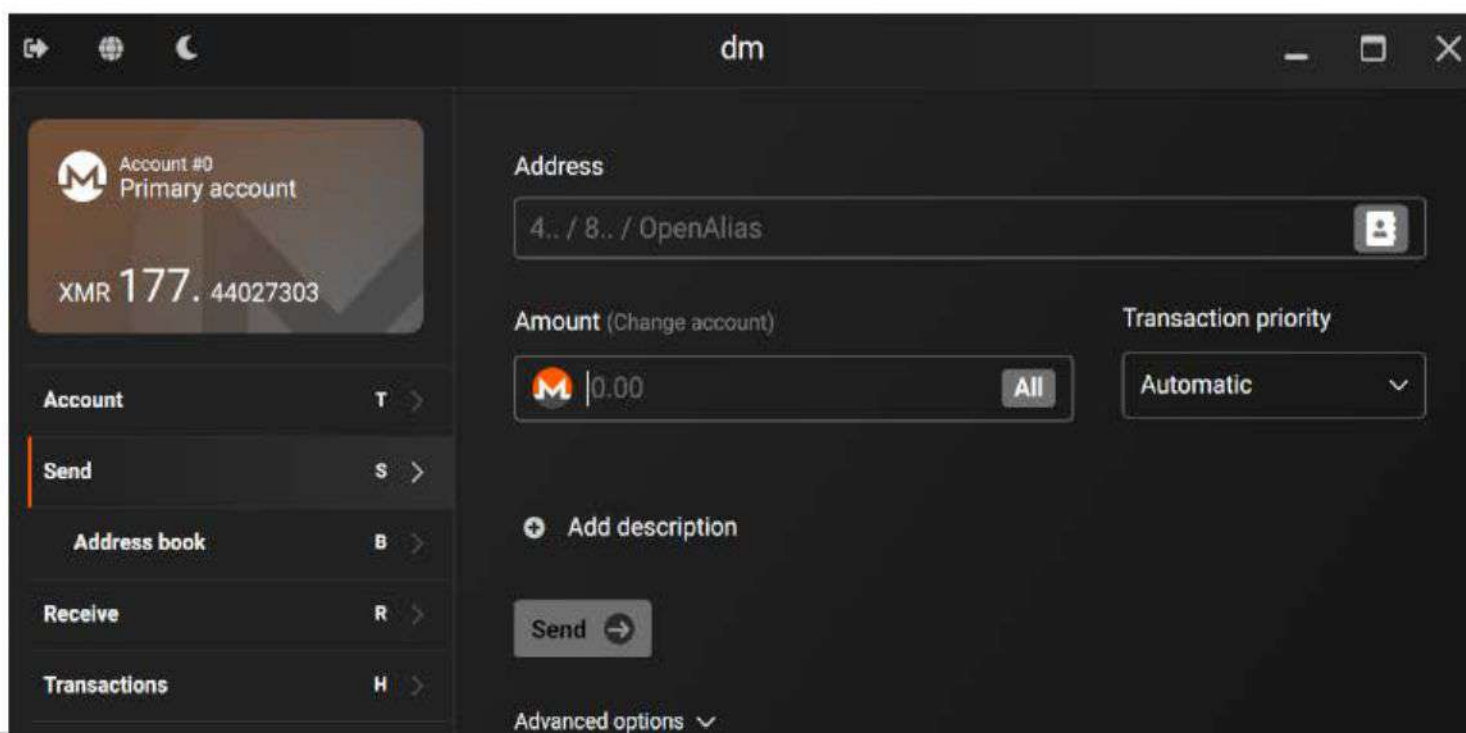 dm
Account #0
Primary account
XMR 177. 44027303
Account T
Send S
Address book B
Receive R
Transactions H
Address
4.. / 8.. / OpenAlias
Amount (Change account)
0.00 All
Transaction priority
Automatic
Add description
Send
Advanced options